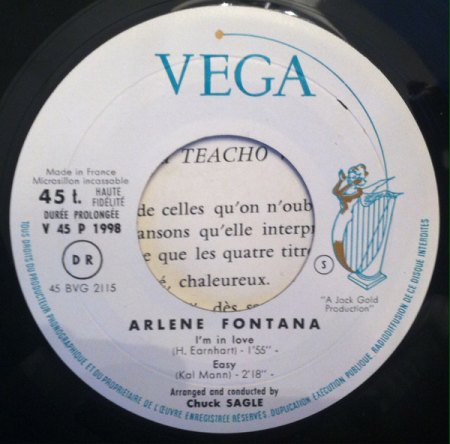 VEGA
Made in France
Microsillon incassable
45 t. HAUTE FIDÉLITÉ
DURÉE PROLONGÉE
V 45 P 1998
DR
45 BVG 2115
S
"A Jack Gold
Production"
TEACHO
de celles qu'on n'oub
ansons qu'elle interp
e que les quatre titr
, chaleureux.
dès
ARLENE FONTANA
I'm in love
(H. Earnhart) - 1'55" -
Easy
(Kal Mann) - 2'18" -
Arranged and conducted by
Chuck SAGLE
TOUS DROITS DU PRODUCTEUR PHONOGRAPHIQUE ET DU PROPRIÉTAIRE DE L'ŒUVRE ENREGISTRÉE RÉSERVÉS. DUPLICATION EXÉCUTION PUBLIQUE RADIODIFFUSION DE CE DISQUE INTERDITES